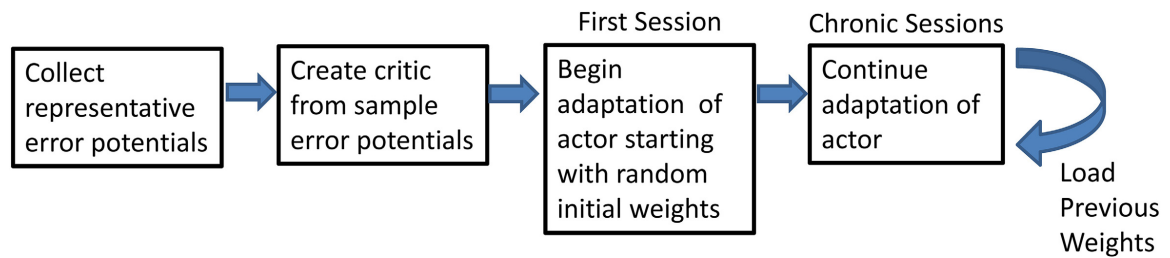 Collect
representative
error potentials
Create critic
from sample
error potentials
First Session
Begin
adaptation of
actor starting
with random
initial weights
Chronic Sessions
Continue
adaptation of
actor
Load
Previous
Weights